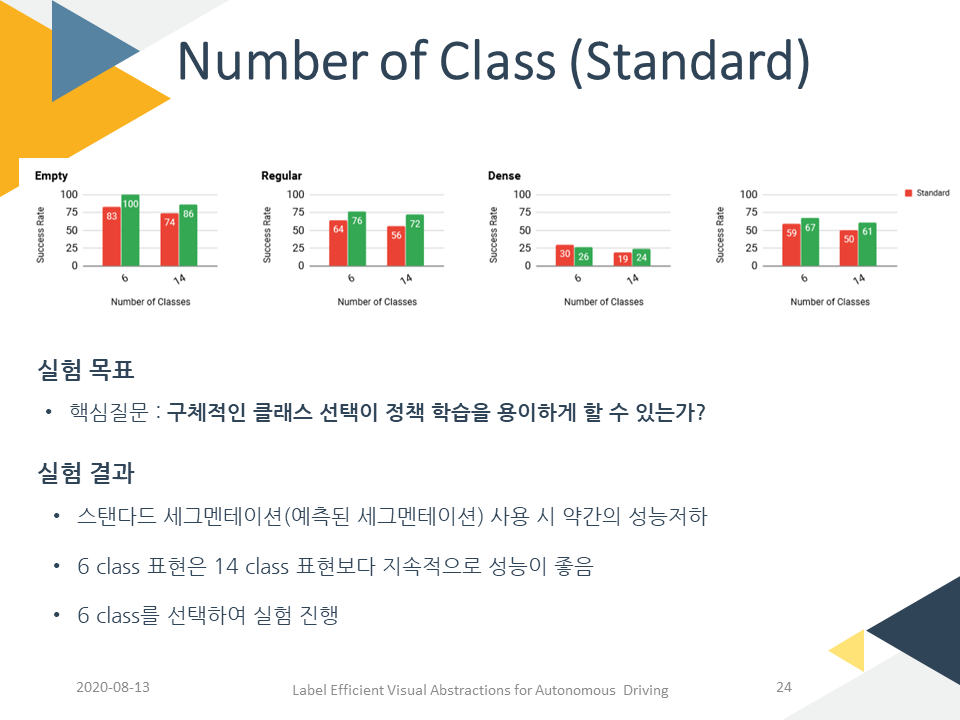 Number of Class (Standard)
Empty
Success Rate
100
75
50
25
0
83
100
74
86
6
14
Number of Classes
Regular
Success Rate
100
75
50
25
0
64
76
56
72
6
14
Number of Classes
Dense
Success Rate
100
75
50
25
0
30
26
19
24
6
14
Number of Classes
Success Rate
100
75
50
25
0
59
67
50
61
6
14
Number of Classes
Standard
실험 목표
• 핵심질문 : 구체적인 클래스 선택이 정책 학습을 용이하게 할 수 있는가?
실험 결과
• 스탠다드 세그멘테이션(예측된 세그멘테이션) 사용 시 약간의 성능저하
• 6 class 표현은 14 class 표현보다 지속적으로 성능이 좋음
• 6 class를 선택하여 실험 진행
2020-08-13
Label Efficient Visual Abstractions for Autonomous Driving
24